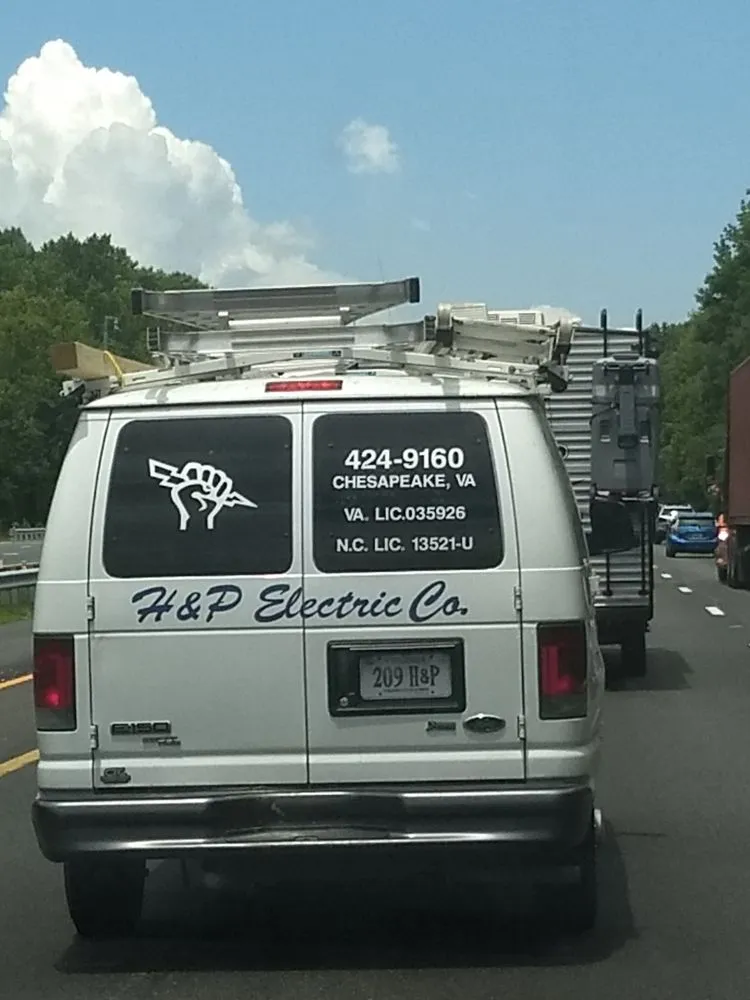 424-9160
CHESAPEAKE, VA
VA. LIC.035926
N.C. LIC. 13521-U
H&P Electric Co.
209 H&P
E150